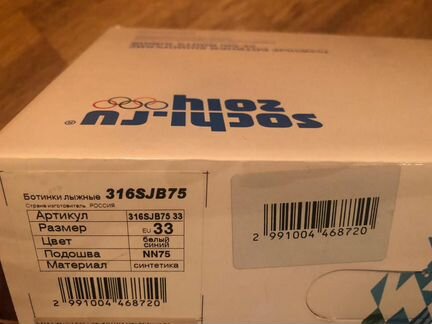 sochi.ru
2014
®
Ботинки лыжные 316SJB75
Страна изготовитель РОССИЯ
Артикул 316SJB75 33
Размер EU 33
Цвет белый синий
Подошва NN75
Материал синтетика
2 991004 468720
2 991004 468720